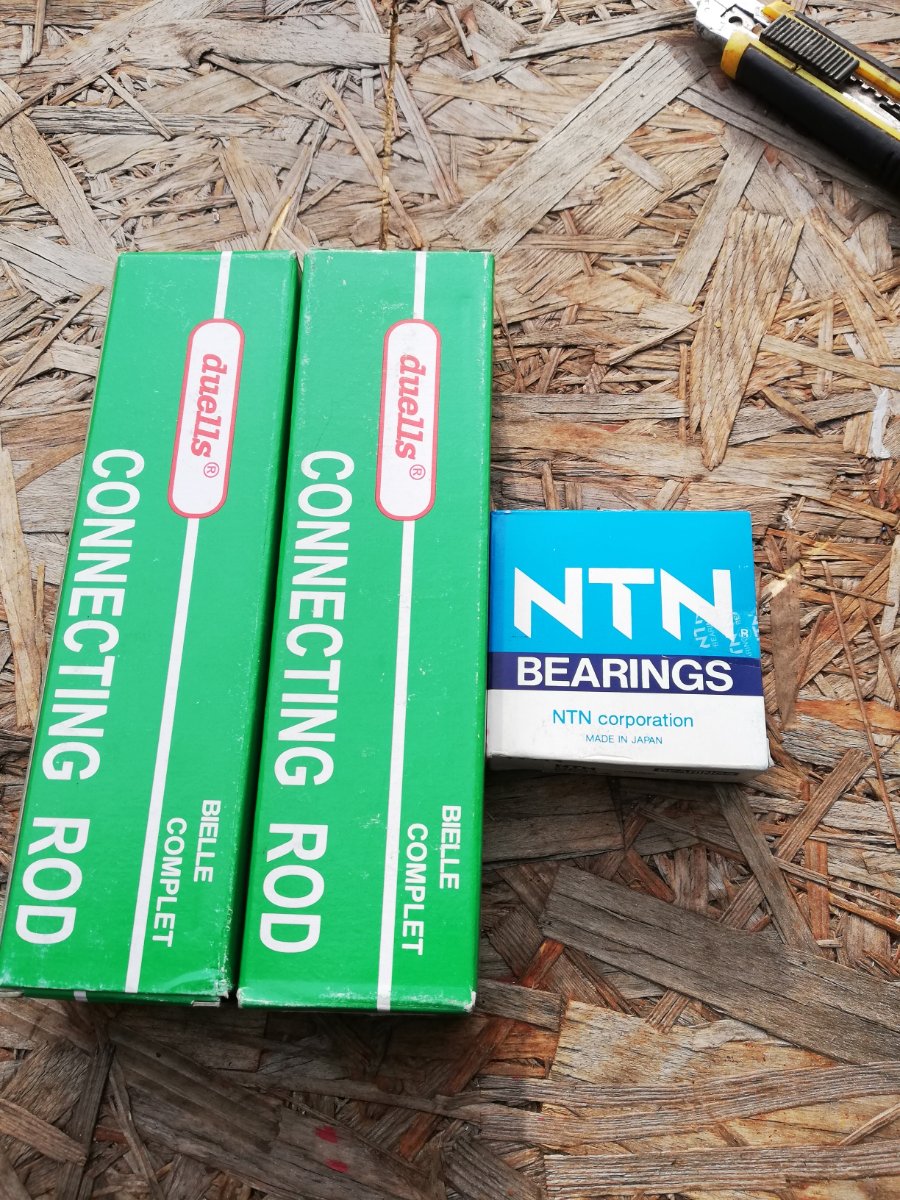 duells®
CONNECTING ROD
BIELLE
COMPLET
duells®
CONNECTING ROD
BIELLE
COMPLET
NTN®
BEARINGS
NTN corporation
MADE IN JAPAN